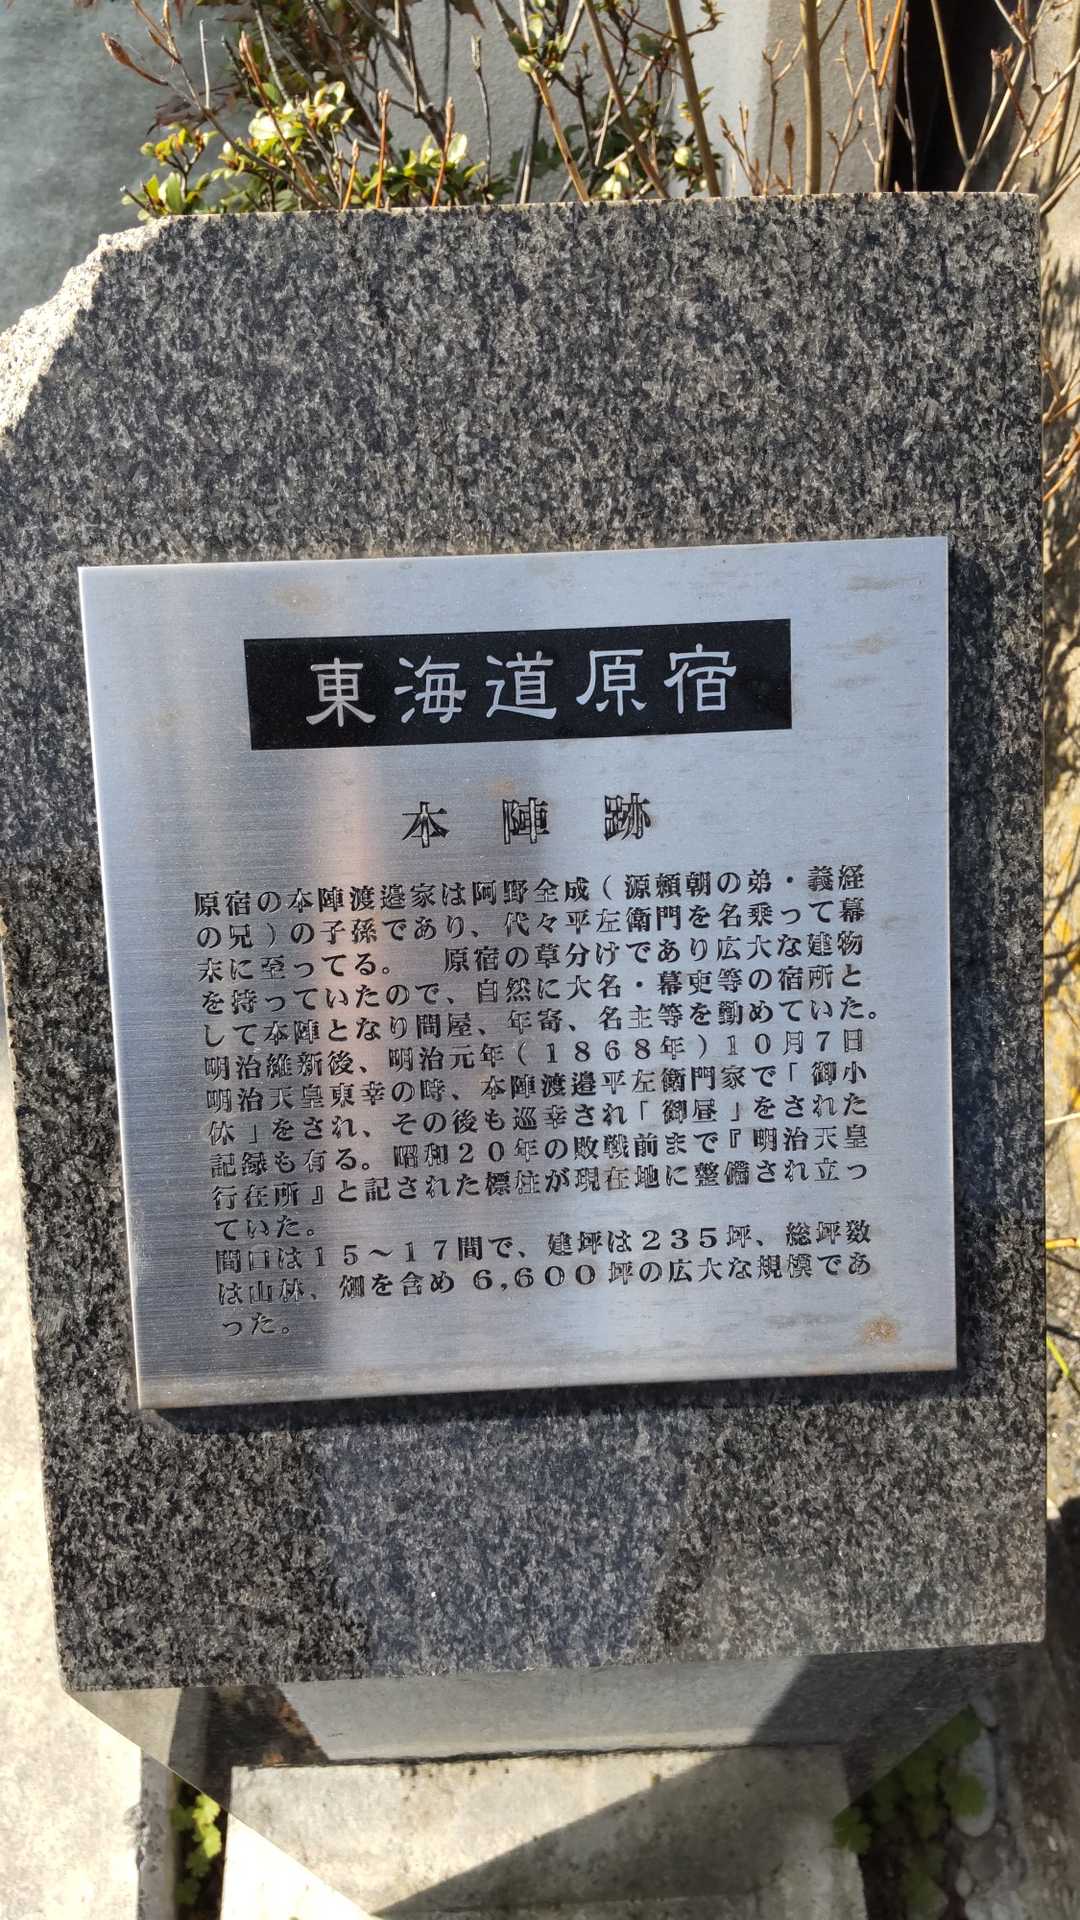 東海道原宿
本陣跡
原宿の本陣渡邉家は阿野全成（源頼朝の弟・義経
の兄）の子孫であり、代々平左衛門を名乗って幕
末に至ってる。　原宿の草分けであり広大な建物
を持っていたので、自然に大名・幕吏等の宿所と
して本陣となり問屋、年寄、名主等を勤めていた。
明治維新後、明治元年（１８６８年）１０月７日
明治天皇東幸の時、本陣渡邉平左衛門家で「御小
休」をされ、その後も巡幸され「御昼」をされた
記録も有る。昭和２０年の敗戦前まで『明治天皇
行在所』と記された標柱が現在地に整備され立っ
ていた。
間口は１５～１７間で、建坪は２３５坪、総坪数
は山林、畑を含め６,６００坪の広大な規模であ
った。